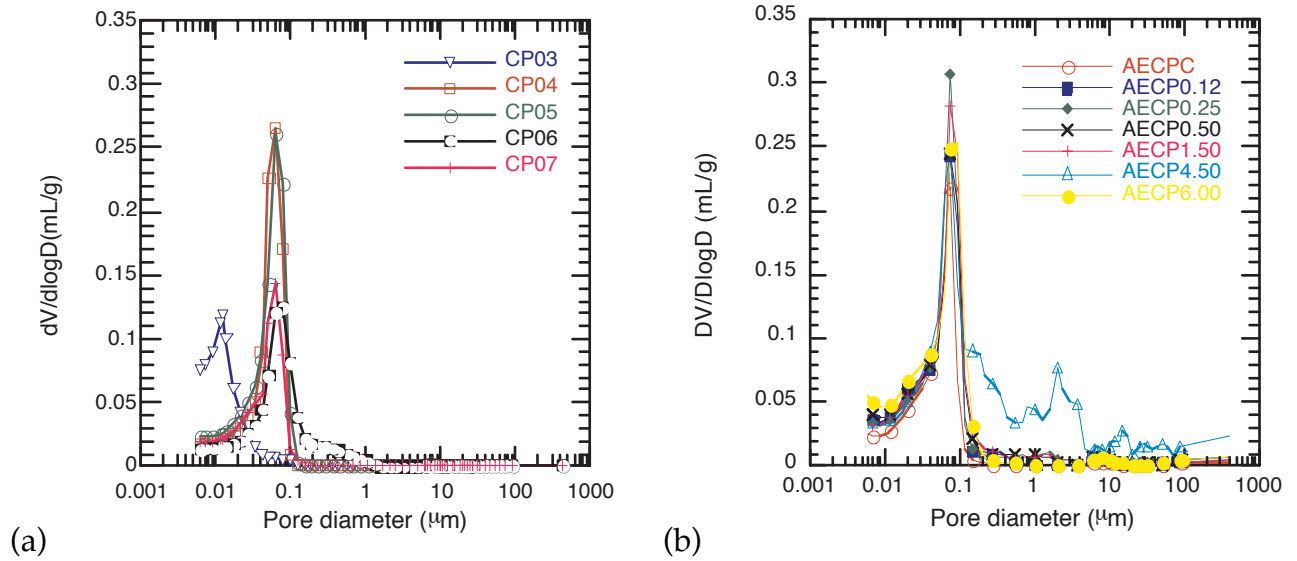 0.35
0.3
0.25
0.2
0.15
0.1
0.05
0
dV/dlogD(mL/g)
CP03
CP04
CP05
CP06
CP07
0.001 0.01 0.1 1 10 100 1000
Pore diameter (μm)
(a)
0.35
0.3
0.25
0.2
0.15
0.1
0.05
0
DV/DlogD (mL/g)
AECPC
AECP0.12
AECP0.25
AECP0.50
AECP1.50
AECP4.50
AECP6.00
0.001 0.01 0.1 1 10 100 1000
Pore diameter (μm)
(b)